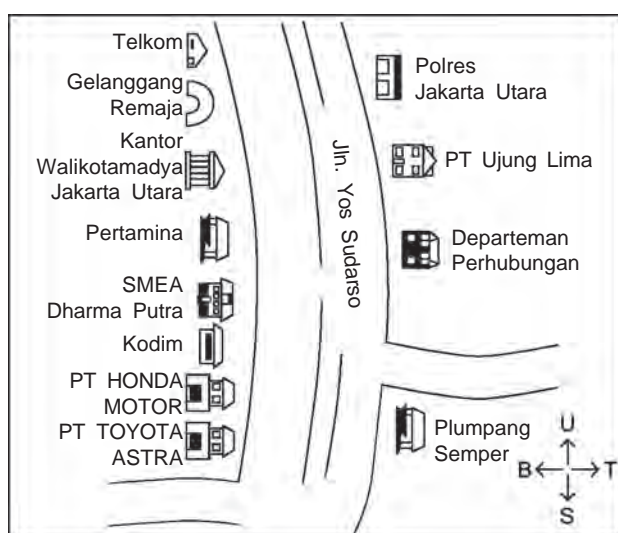 Telkom
Gelanggang
Remaja
Kantor
Walikotamadya
Jakarta Utara
Pertamina
SMEA
Dharma Putra
Kodim
PT HONDA
MOTOR
PT TOYOTA
ASTRA
Jln. Yos Sudarso
Polres
Jakarta Utara
PT Ujung Lima
Departeman
Perhubungan
Plumpang
Semper
U
B T
S